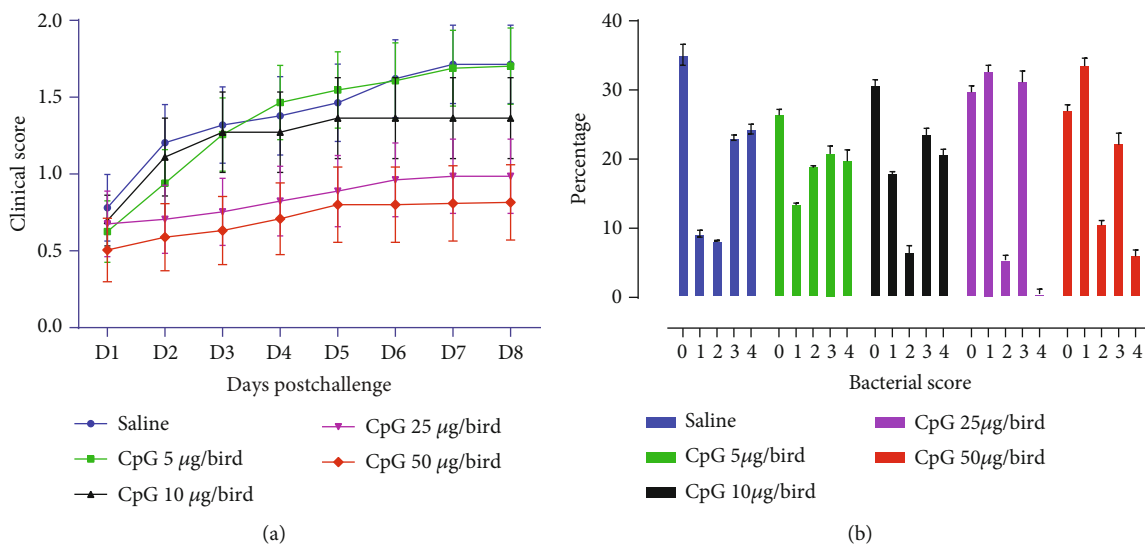 2.0
1.5
1.0
0.5
0.0
Clinical score
D1 D2 D3 D4 D5 D6 D7 D8
Days postchallenge
Saline
CpG 5 μg/bird
CpG 10 μg/bird
CpG 25 μg/bird
CpG 50 μg/bird
(a)
40
30
20
10
0
Percentage
0 1 2 3 4 0 1 2 3 4 0 1 2 3 4 0 1 2 3 4 0 1 2 3 4
Bacterial score
Saline
CpG 5μg/bird
CpG 10μg/bird
CpG 25μg/bird
CpG 50μg/bird
(b)